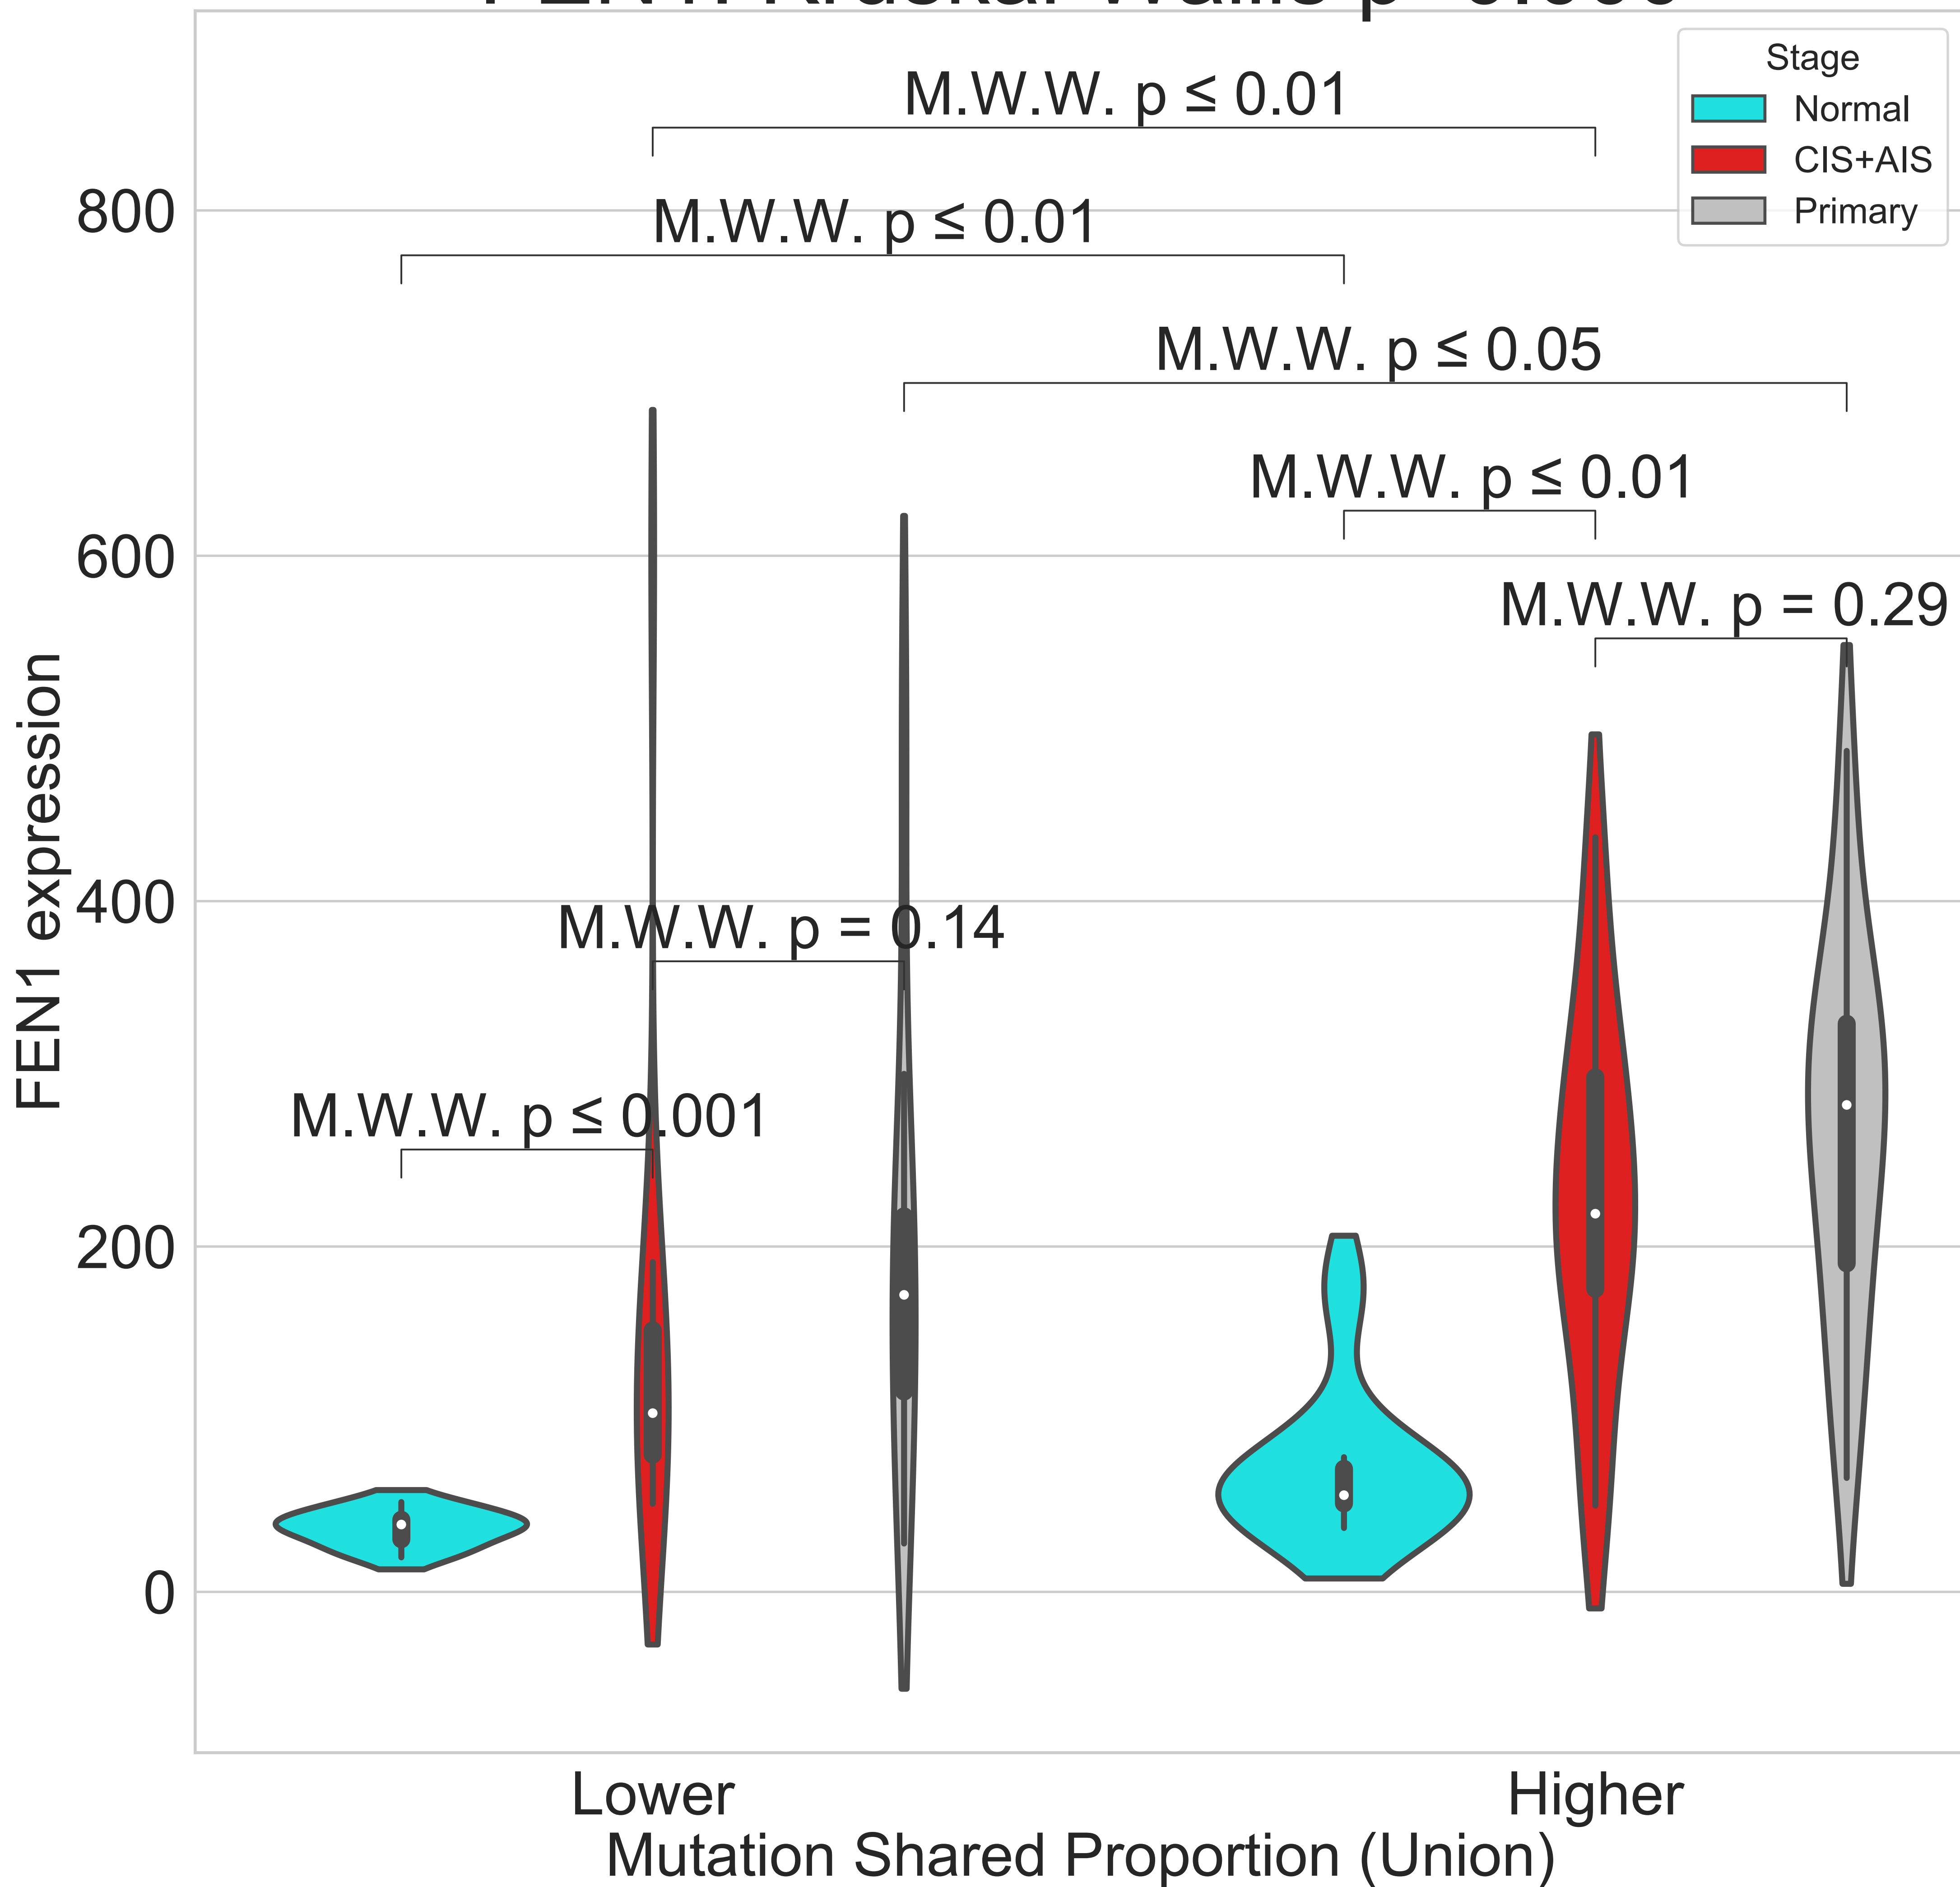 Stage
Normal
CIS+AIS
Primary
M.W.W. p ≤ 0.01
800
M.W.W. p ≤ 0.01
M.W.W. p ≤ 0.05
M.W.W. p ≤ 0.01
600
M.W.W. p = 0.29
400
M.W.W. p = 0.14
M.W.W. p ≤ 0.001
200
0
FEN1 expression
Lower
Higher
Mutation Shared Proportion (Union)